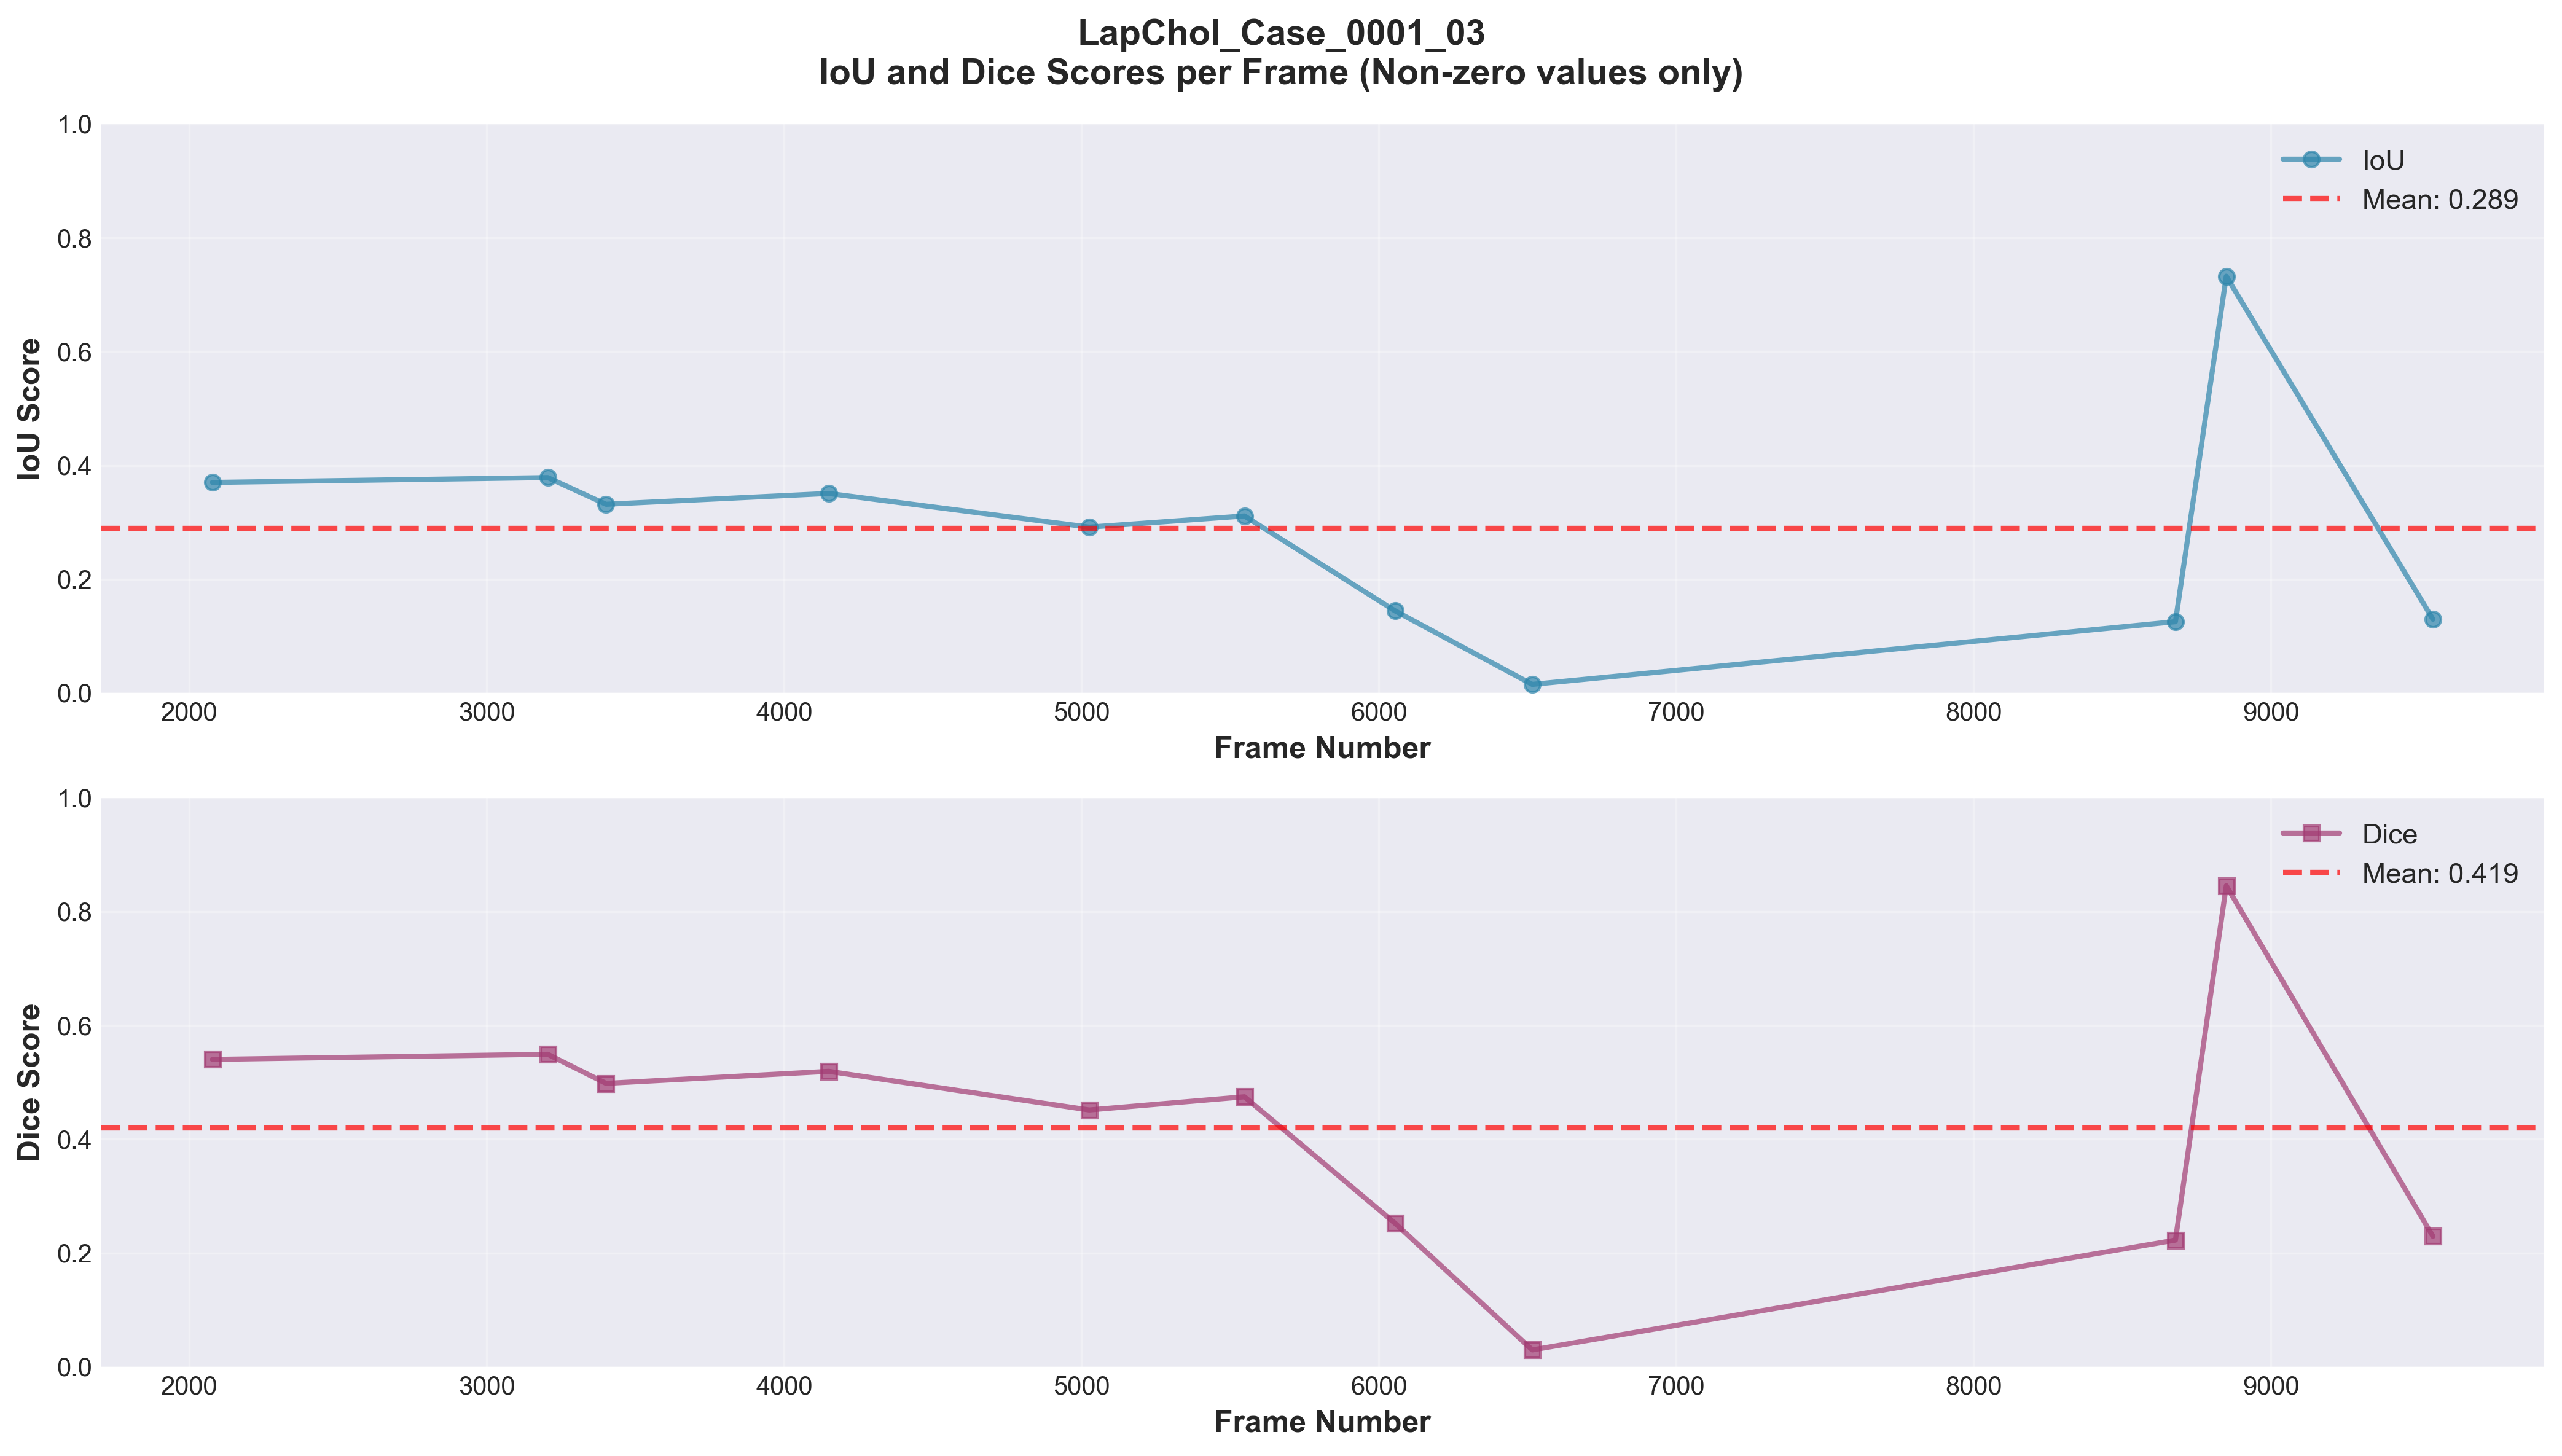 LapChol_Case_0001_03
IoU and Dice Scores per Frame (Non-zero values only)
1.0
0.8
0.6
0.4
0.2
0.0
IoU Score
IoU
Mean: 0.289
2000 3000 4000 5000 6000 7000 8000 9000
Frame Number
1.0
0.8
0.6
0.4
0.2
0.0
Dice Score
Dice
Mean: 0.419
2000 3000 4000 5000 6000 7000 8000 9000
Frame Number